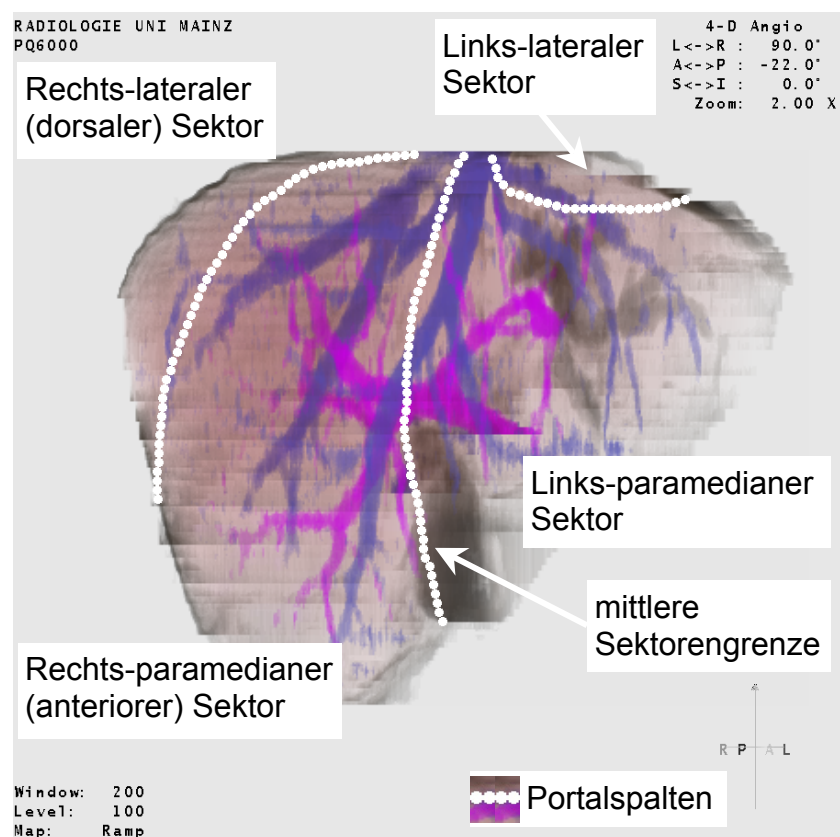 RADIOLOGIE UNI MAINZ
PQ6000
4-D Angio
L<->R : 90.0°
A<->P : -22.0°
S<->I : 0.0°
Zoom: 2.00 X
Links-lateraler
Sektor
Rechts-lateraler
(dorsaler) Sektor
Links-paramedianer
Sektor
mittlere
Sektorengrenze
Rechts-paramedianer
(anteriorer) Sektor
R P A L
Window: 200
Level: 100
Map: Ramp
Portalspalten